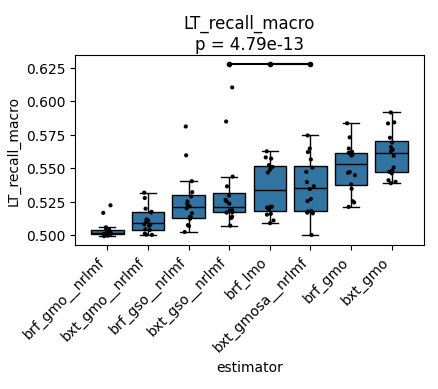 LT_recall_macro
p = 4.79e-13
LT_recall_macro
0.625
0.600
0.575
0.550
0.525
0.500
brf_gmo__nrlmf
bxt_gmo__nrlmf
brf_gso__nrlmf
bxt_gso__nrlmf
brf_lmo
bxt_gmosa__nrlmf
brf_gmo
bxt_gmo
estimator